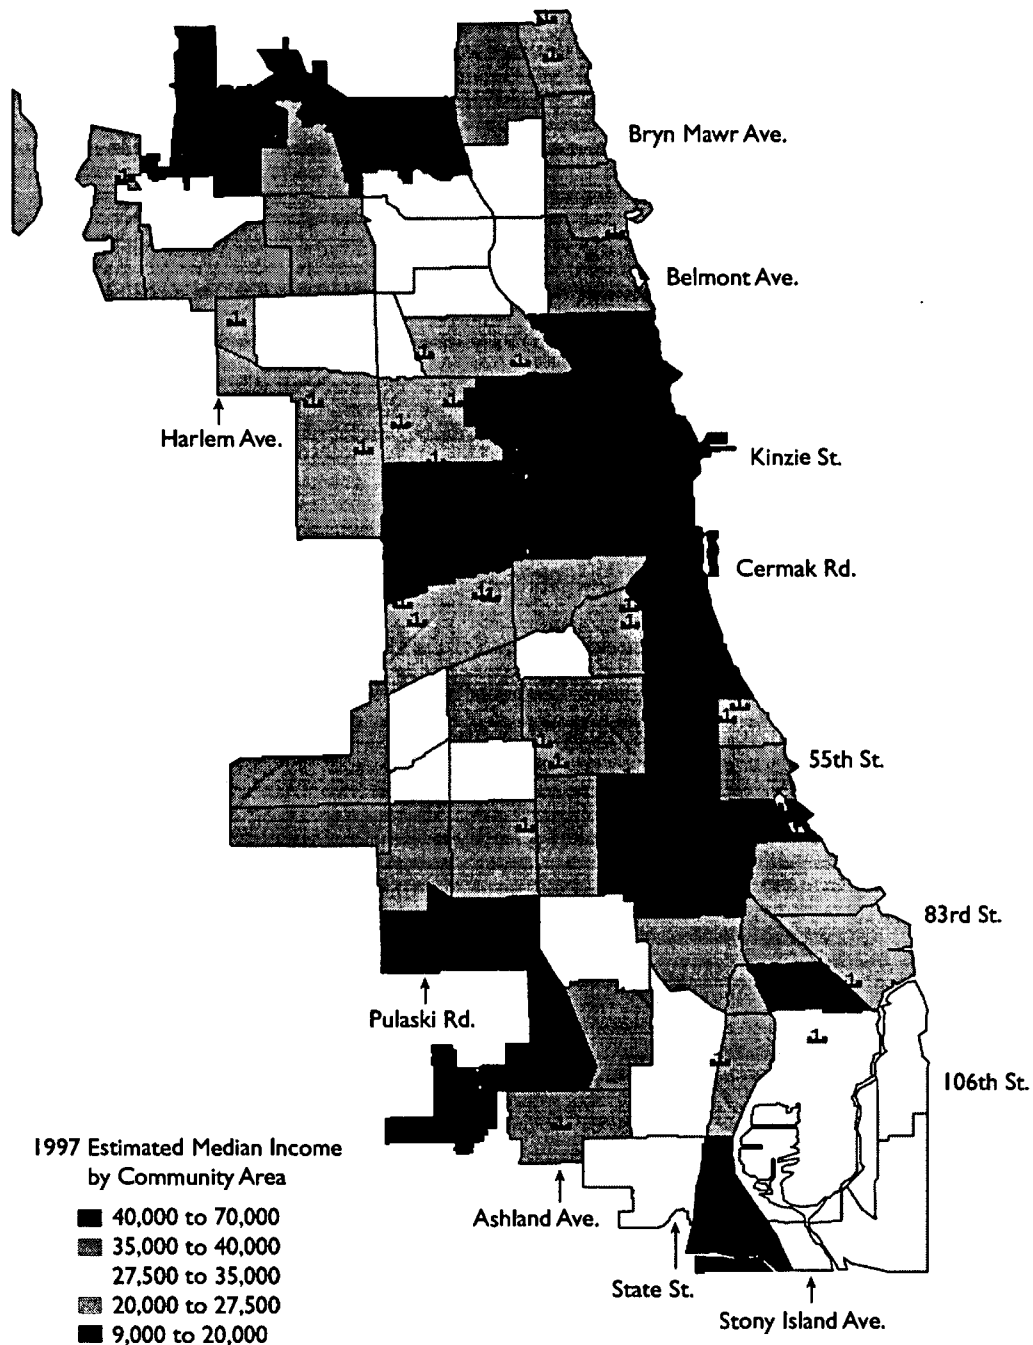 Bryn Mawr Ave.
Belmont Ave.
Harlem Ave.
Kinzie St.
Cermak Rd.
55th St.
83rd St.
Pulaski Rd.
106th St.
1997 Estimated Median Income
by Community Area
40,000 to 70,000
35,000 to 40,000
27,500 to 35,000
20,000 to 27,500
9,000 to 20,000
Ashland Ave.
State St.
Stony Island Ave.